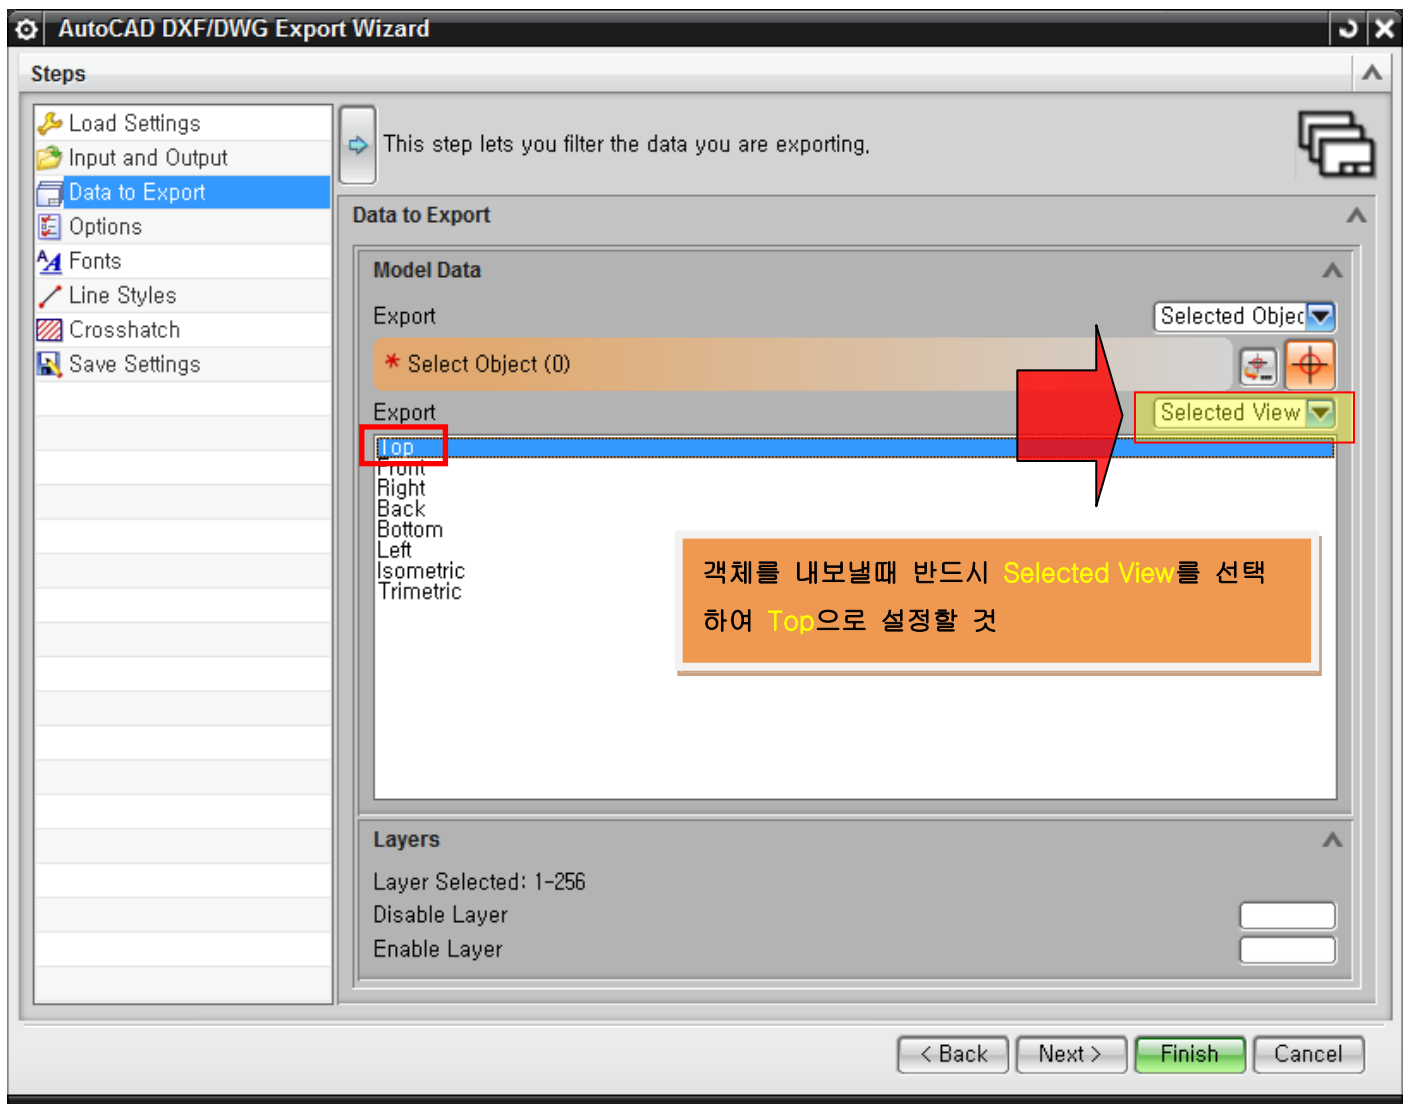 AutoCAD DXF/DWG Export Wizard
Steps
Load Settings
Input and Output
Data to Export
Options
Fonts
Line Styles
Crosshatch
Save Settings
This step lets you filter the data you are exporting.
Data to Export
Model Data
Export
Selected Objec
* Select Object (0)
Export
Selected View
Top
Front
Right
Back
Bottom
Left
Isometric
Trimetric
객체를 내보낼때 반드시 Selected View를 선택
하여 Top으로 설정할 것
Layers
Layer Selected: 1-256
Disable Layer
Enable Layer
< Back
Next >
Finish
Cancel